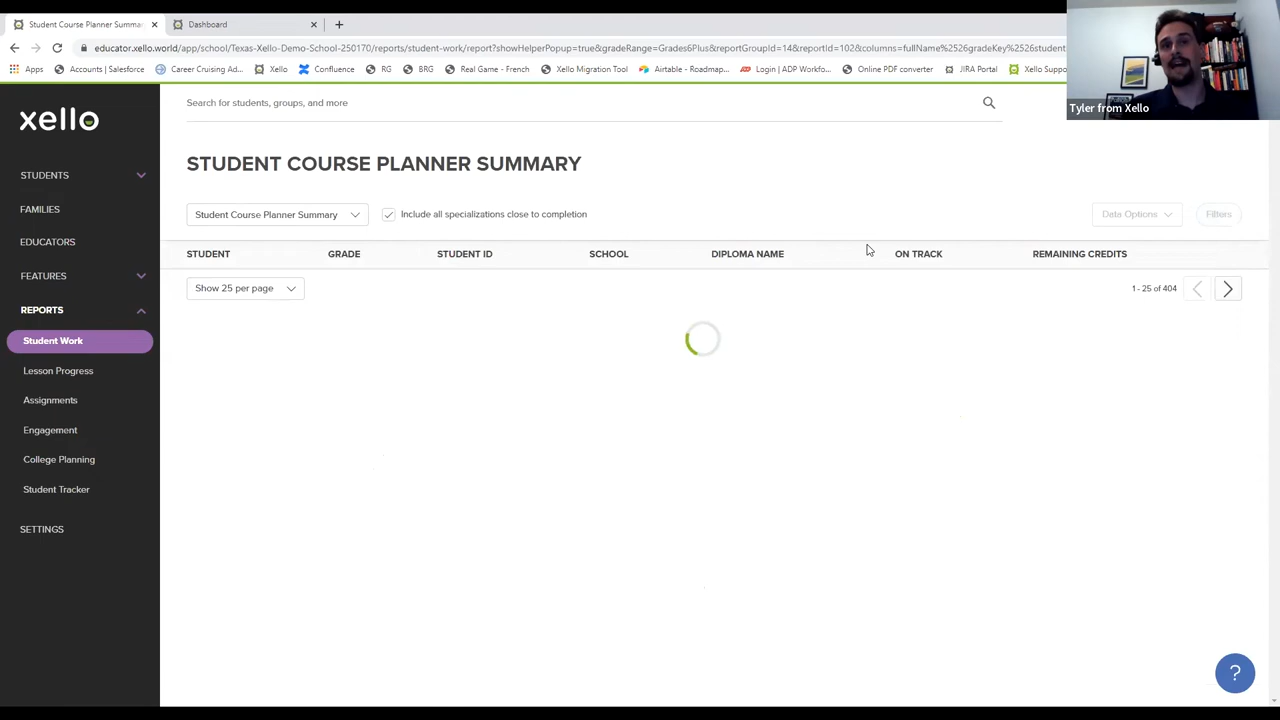 Student Course Planner Summar
Dashboard
educator.xello.world/app/school/Texas-Xello-Demo-School-250170/reports/student-work/report?showHelperPopup=true&gradeRange=Grades6Plus&reportGroupId=14&reportId=102&columns=fullName%2526gradeKey%2526student
Apps
Accounts | Salesforce
Career Cruising Ad...
Xello
Confluence
RG
BRG
Real Game - French
Xello Migration Tool
Airtable - Roadmap...
Login | ADP Workfo...
Online PDF converter
JIRA Portal
Xello Suppo
Tyler from Xello
xello
Search for students, groups, and more
STUDENTS
FAMILIES
EDUCATORS
FEATURES
REPORTS
Student Work
Lesson Progress
Assignments
Engagement
College Planning
Student Tracker
SETTINGS
STUDENT COURSE PLANNER SUMMARY
Student Course Planner Summary
Include all specializations close to completion
Data Options
Filters
STUDENT GRADE STUDENT ID SCHOOL DIPLOMA NAME ON TRACK REMAINING CREDITS
Show 25 per page
1 - 25 of 404
?